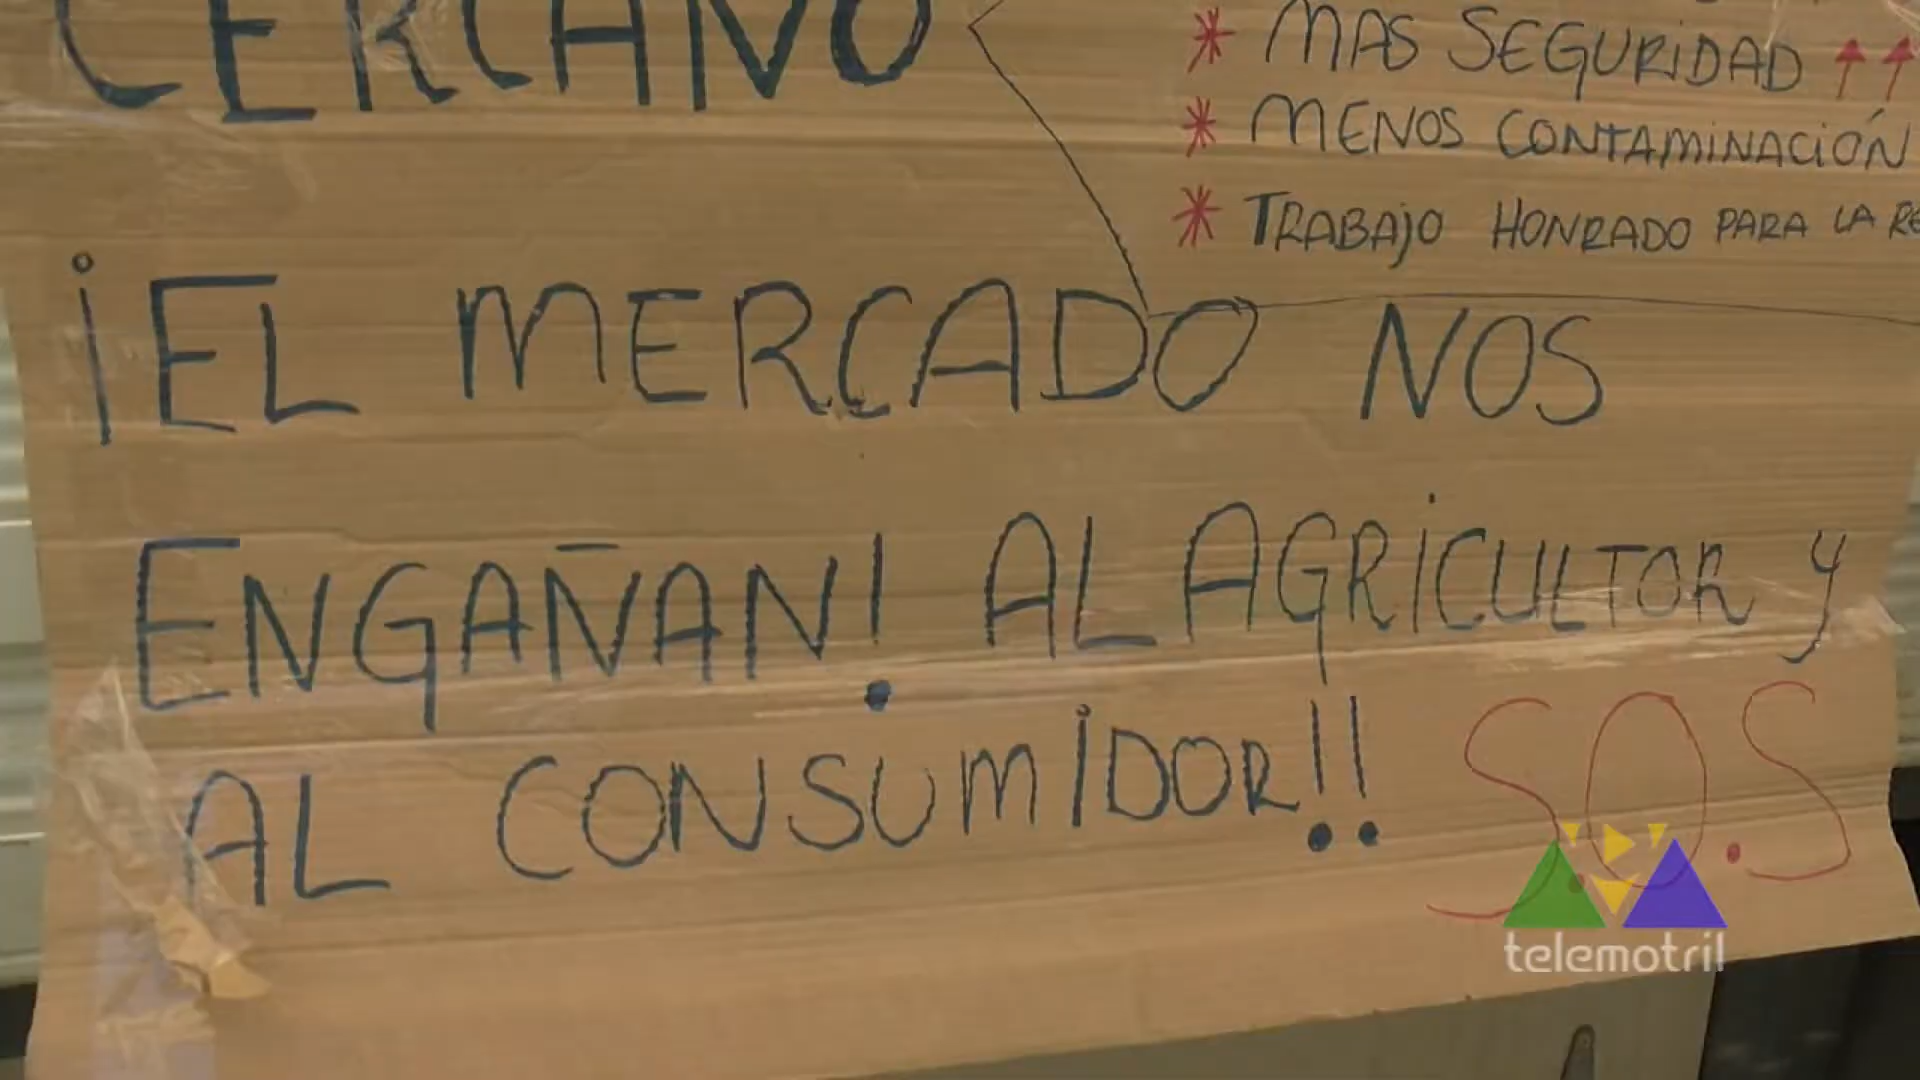 CERCANO
* MAS SEGURIDAD ↑↑
* MENOS CONTAMINACIÓN
* TRABAJO HONRADO PARA LA
¡EL MERCADO NOS
ENGAÑAN! AL AGRICULTOR Y
AL CONSUMIDOR!!
S.O.S
telemotril